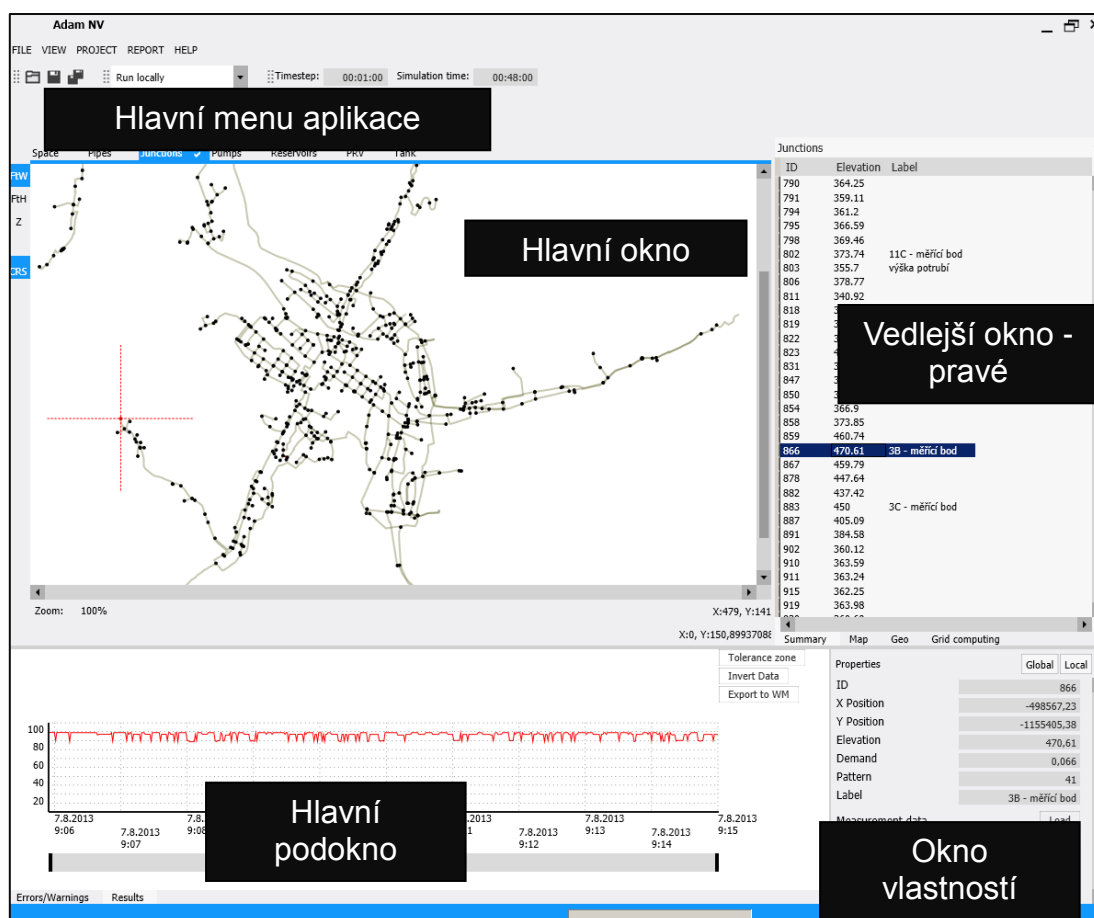 Adam NV
FILE VIEW PROJECT REPORT HELP
Run locally Timestep: 00:01:00 Simulation time: 00:48:00
Hlavní menu aplikace
Space Pipes Junctions Pumps Reservoirs PRV Tank
FtW
FtH
Z
CRS
Hlavní okno
Zoom: 100%
X:479, Y:141
X:0, Y:150,89937088
Junctions
ID Elevation Label
790 364.25
791 359.11
794 361.2
795 366.59
798 369.46
802 373.74 11C - měřící bod
803 355.7 výška potrubí
806 378.77
811 340.92
818
819
822
823
831
847
850
854 366.9
858 373.85
859 460.74
866 470.61 3B - měřící bod
867 459.79
878 447.64
882 437.42
883 450 3C - měřící bod
887 405.09
891 384.58
902 360.12
910 363.59
911 363.24
915 362.25
919 363.98
Vedlejší okno -
pravé
Summary Map Geo Grid computing
Tolerance zone
Invert Data
Export to WM
100
80
60
40
20
7.8.2013
9:06
7.8.2013
9:07
9:08
7.8.2013
9:12
7.8.2013
9:13
7.8.2013
9:14
7.8.2013
9:15
Hlavní
podokno
Errors/Warnings Results
Properties Global Local
ID 866
X Position -498567,23
Y Position -1155405,38
Elevation 470,61
Demand 0,066
Pattern 41
Label 3B - měřící bod
Measurement data Load
Okno
vlastností